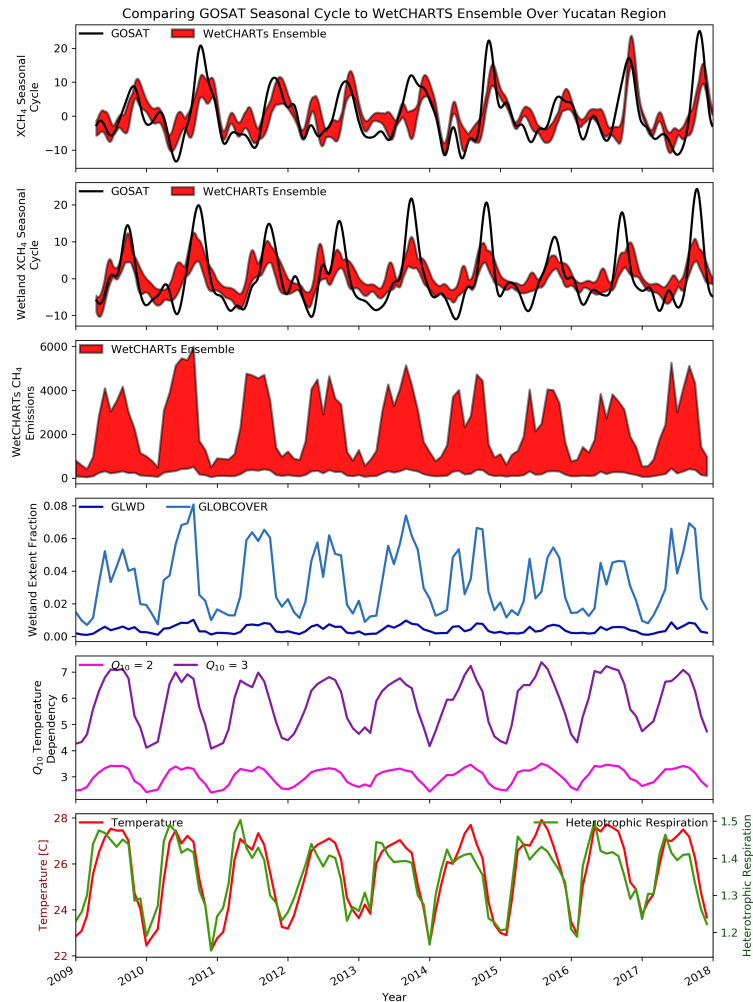 Comparing GOSAT Seasonal Cycle to WetCHARTS Ensemble Over Yucatan Region
GOSAT
WetCHARTs Ensemble
XCH₄ Seasonal
Cycle
20
10
0
−10
GOSAT
WetCHARTs Ensemble
Wetland XCH₄ Seasonal
Cycle
20
10
0
−10
WetCHARTs Ensemble
WetCHARTs CH₄
Emissions
6000
4000
2000
0
GLWD
GLOBCOVER
Wetland Extent Fraction
0.08
0.06
0.04
0.02
0.00
Q₁₀ = 2
Q₁₀ = 3
Q₁₀ Temperature
Dependency
7
6
5
4
3
Temperature
Heterotrophic Respiration
Temperature [C]
28
26
24
22
Heterotrophic Respiration
1.5
1.4
1.3
1.2
2009
2010
2011
2012
2013
2014
2015
2016
2017
2018
Year